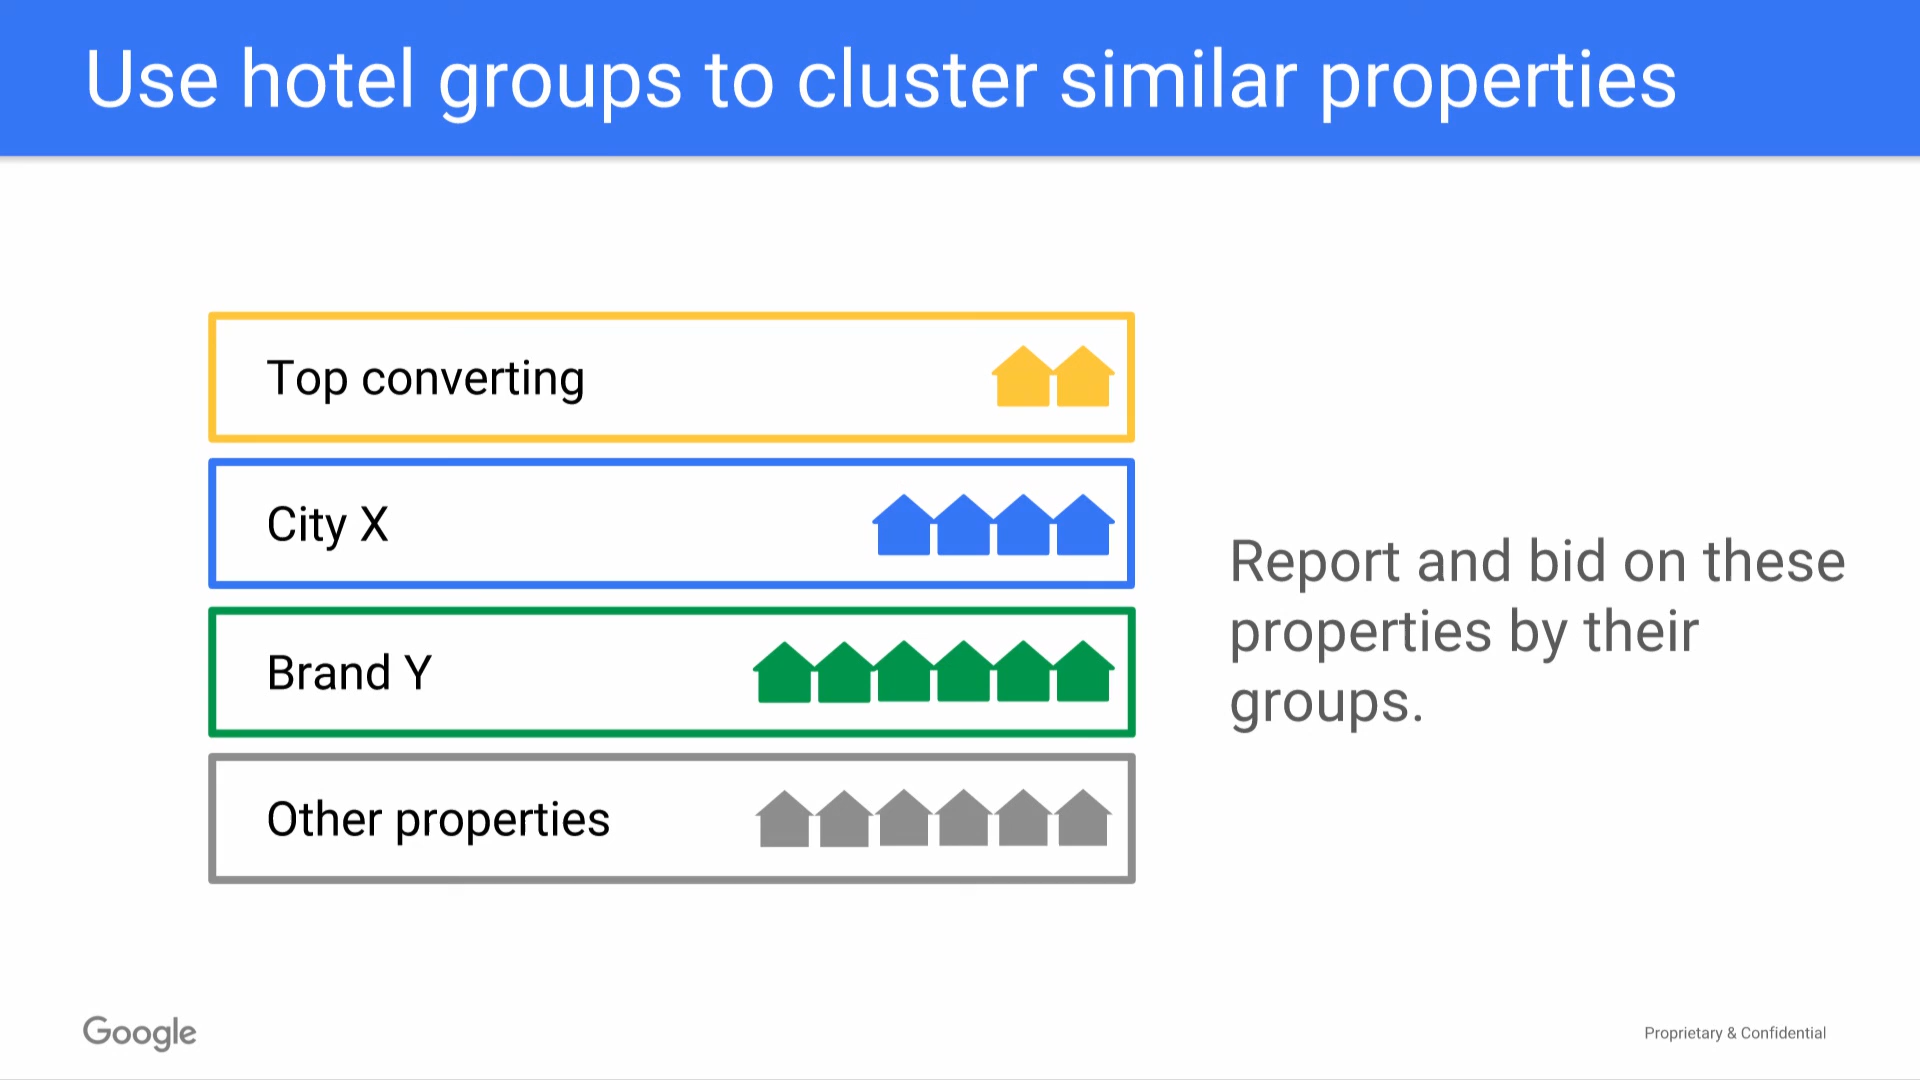 Use hotel groups to cluster similar properties
Top converting
City X
Brand Y
Other properties
Report and bid on these
properties by their
groups.
Google
Proprietary & Confidential